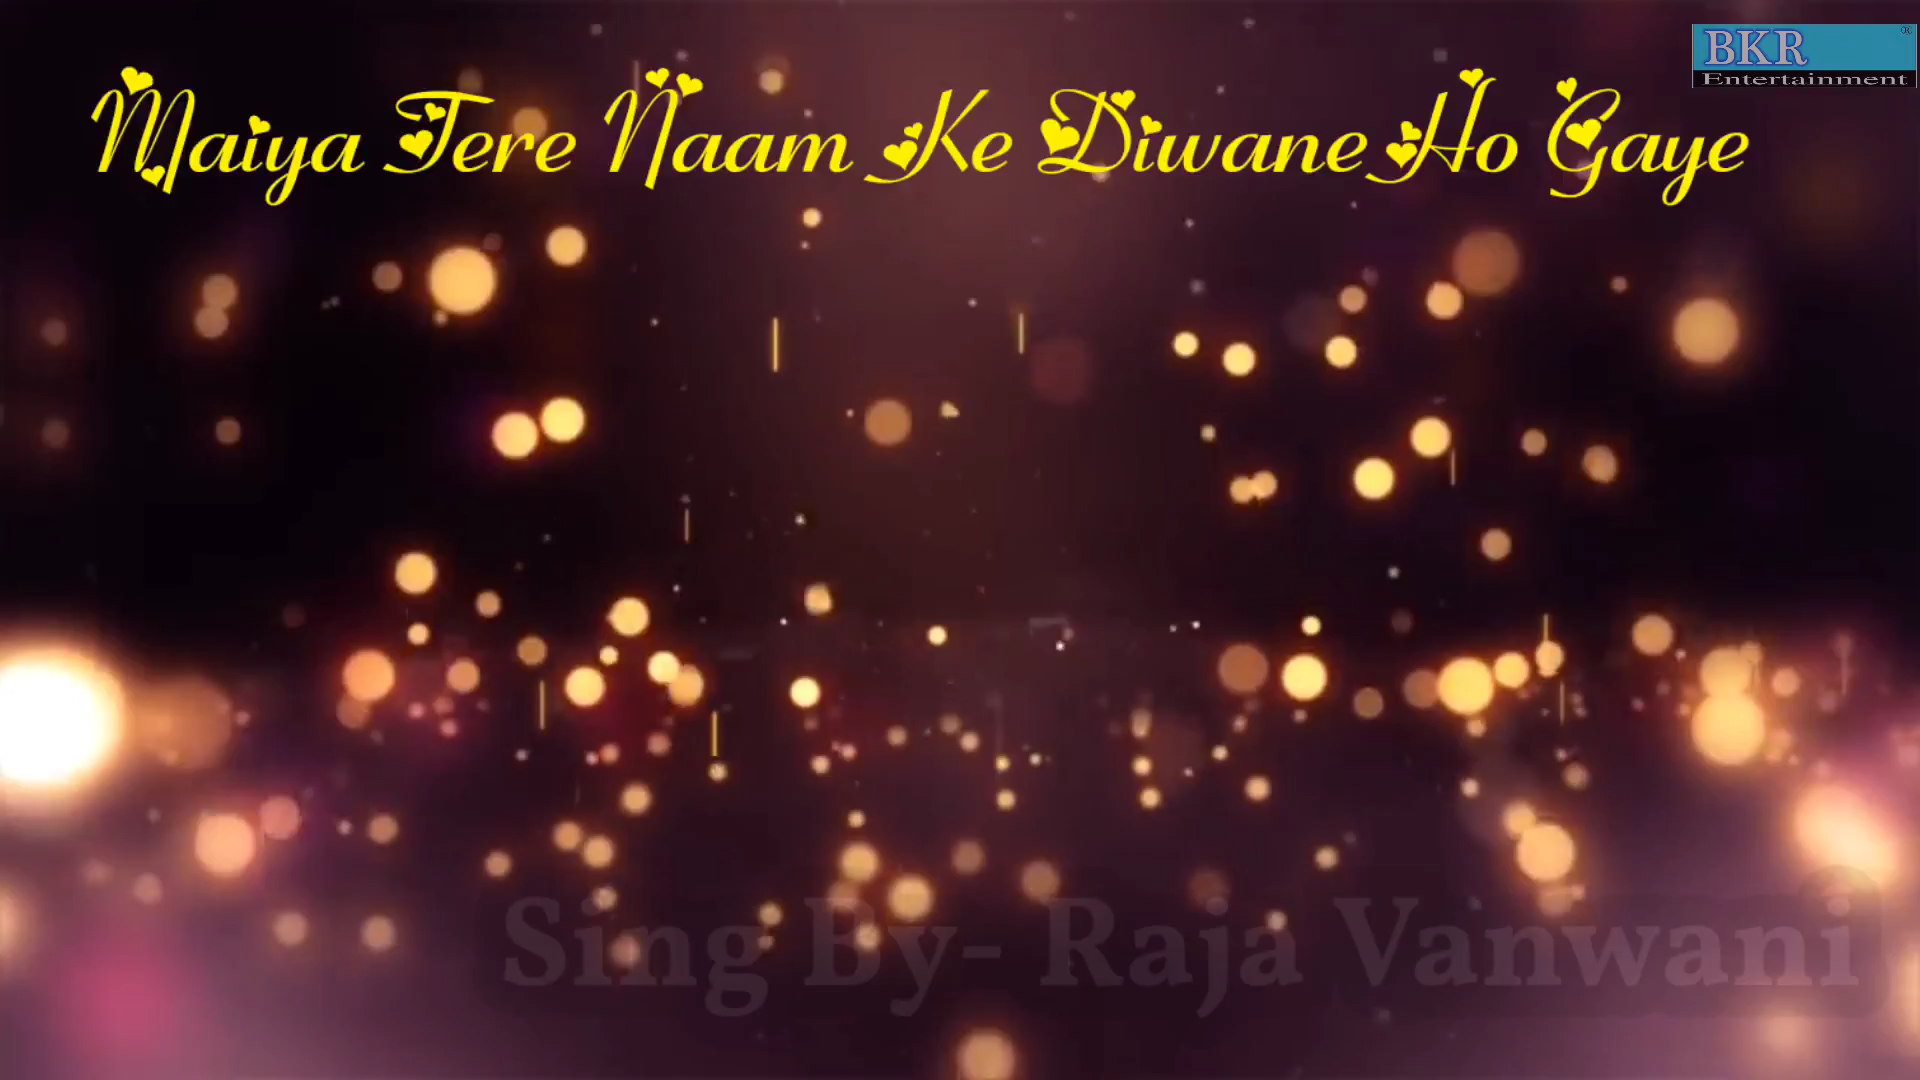 BKR ®
Entertainment
Maiya Tere Naam Ke Diwane Ho Gaye
Sing By- Raja Vanwani